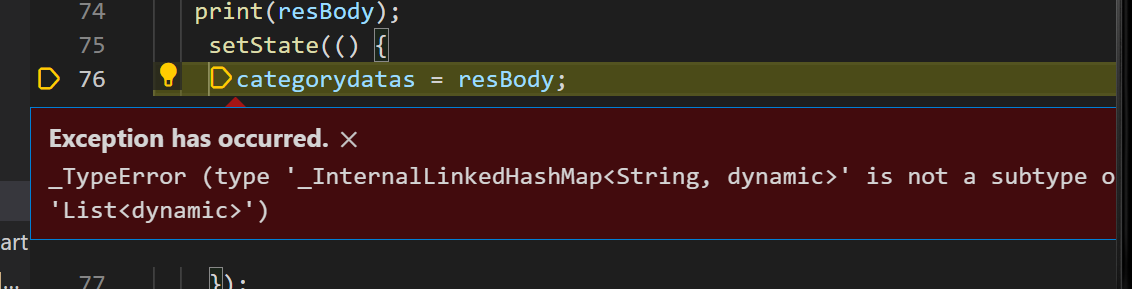 74 print(resBody);
75 setState(() {
76 categorydatas = resBody;
Exception has occurred. ×
_TypeError (type '_InternalLinkedHashMap<String, dynamic>' is not a subtype o
'List<dynamic>')
art
...
77 });